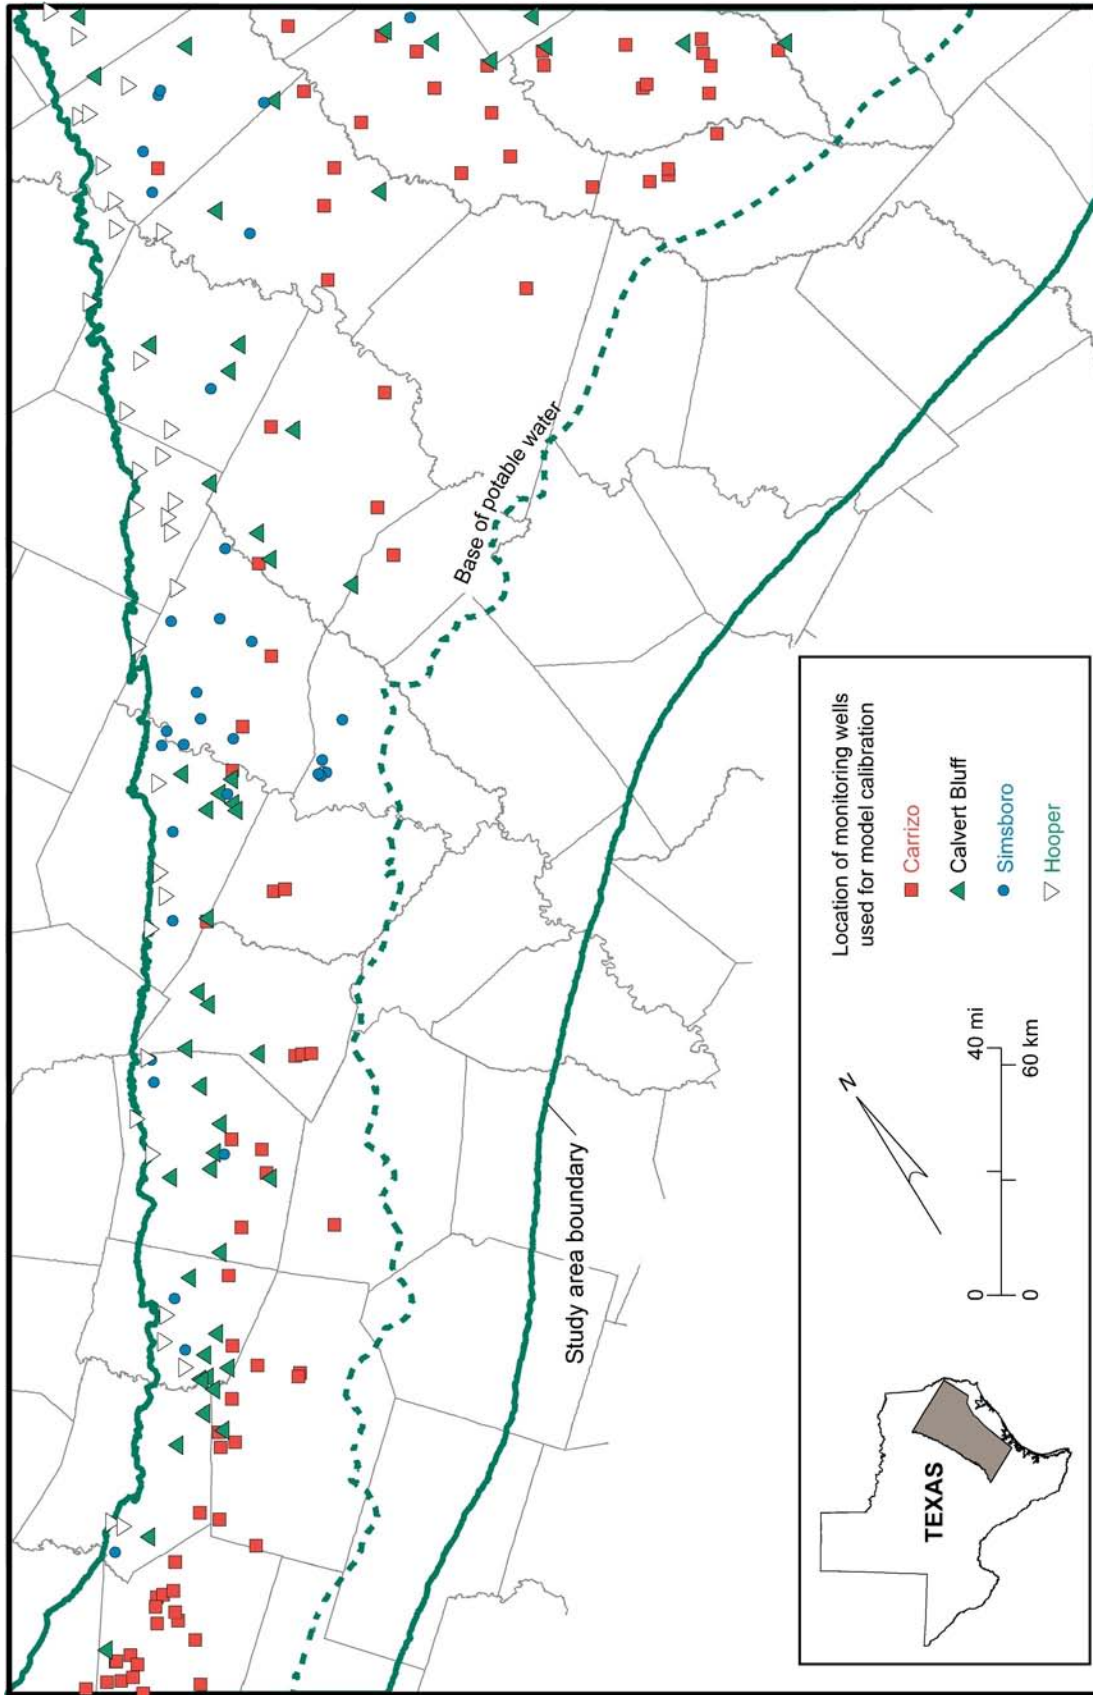 Base of potable water
Study area boundary
TEXAS
N
0
40 mi
0
60 km
Location of monitoring wells
used for model calibration
Carrizo
Calvert Bluff
Simsboro
Hooper